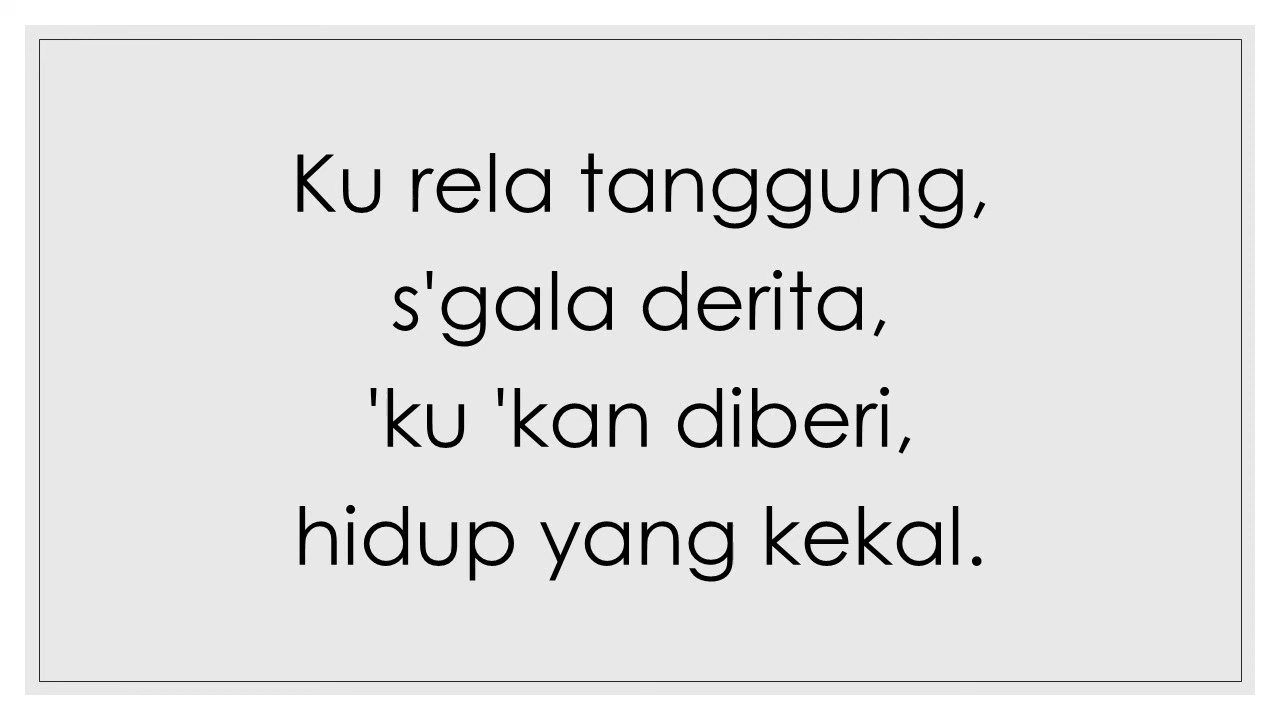 Ku rela tanggung,
s'gala derita,
'ku 'kan diberi,
hidup yang kekal.